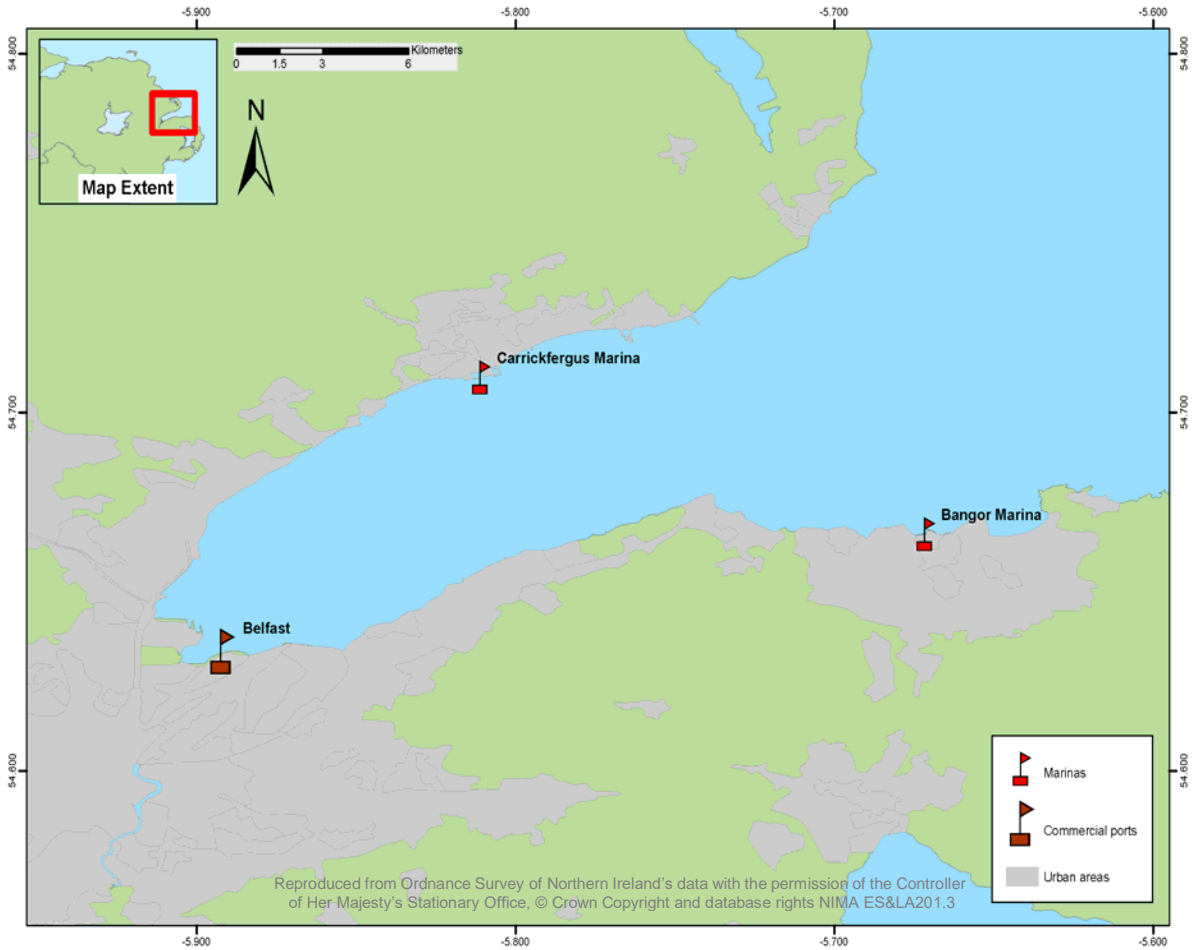 -5.900 -5.800 -5.700 -5.600
54.800 54.800
Kilometers
0 1.5 3 6
N
Map Extent
Carrickfergus Marina
54.700 54.700
Bangor Marina
Belfast
54.600 54.600
Marinas
Commercial ports
Urban areas
Reproduced from Ordnance Survey of Northern Ireland's data with the permission of the Controller
of Her Majesty's Stationary Office, © Crown Copyright and database rights NIMA ES&LA201.3
-5.900 -5.800 -5.700 -5.600